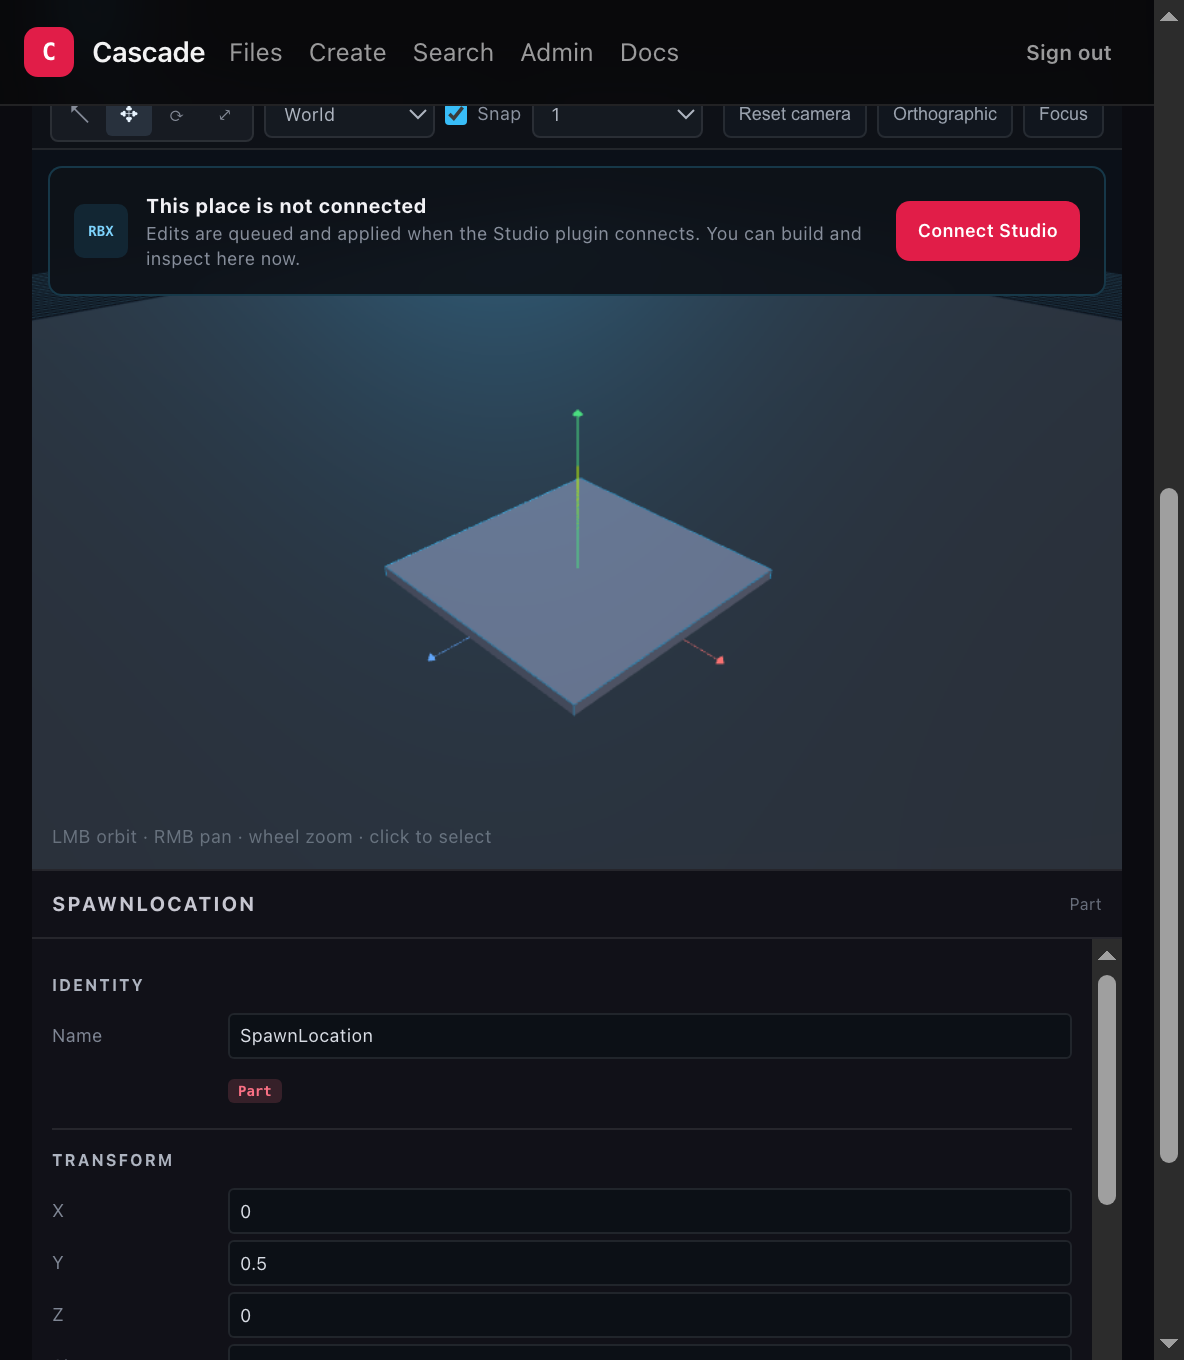 C Cascade Files Create Search Admin Docs Sign out
World Snap 1 Reset camera Orthographic Focus
RBX
This place is not connected
Edits are queued and applied when the Studio plugin connects. You can build and
inspect here now.
Connect Studio
LMB orbit · RMB pan · wheel zoom · click to select
SPAWNLOCATION Part
IDENTITY
Name SpawnLocation
Part
TRANSFORM
X 0
Y 0.5
Z 0